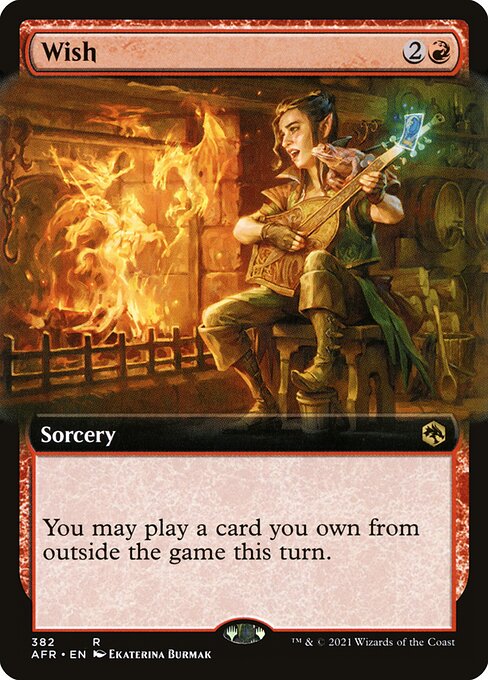 Wish 2
Sorcery
You may play a card you own from
outside the game this turn.
382 R
AFR • EN Ekaterina Burmak
™ & © 2021 Wizards of the Coast